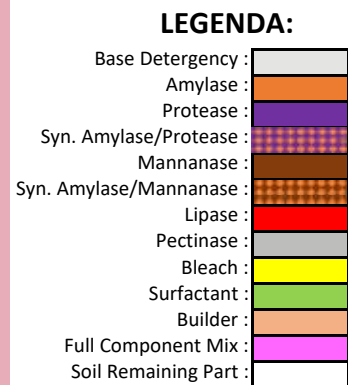 LEGENDA:
Base Detergency :
Amylase :
Protease :
Syn. Amylase/Protease :
Mannanase :
Syn. Amylase/Mannanase :
Lipase :
Pectinase :
Bleach :
Surfactant :
Builder :
Full Component Mix :
Soil Remaining Part :